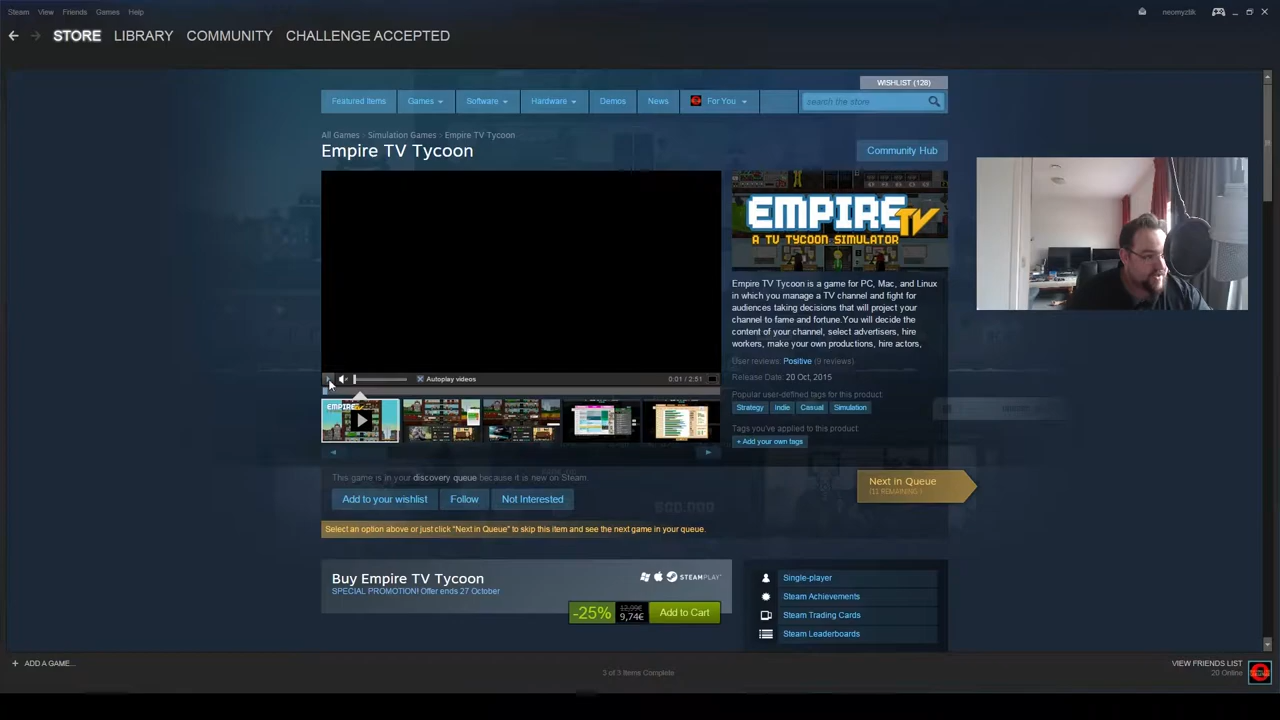 Steam View Friends Games Help
neomyztik
STORE LIBRARY COMMUNITY CHALLENGE ACCEPTED
WISHLIST (128)
Featured Items Games Software Hardware Demos News For You search the store
All Games > Simulation Games > Empire TV Tycoon
Empire TV Tycoon
Community Hub
EMPIRE TV
A TV TYCOON SIMULATOR
Empire TV Tycoon is a game for PC, Mac, and Linux
in which you manage a TV channel and fight for
audiences taking decisions that will project your
channel to fame and fortune.You will decide the
content of your channel, select advertisers, hire
workers, make your own productions, hire actors,
User reviews: Positive (9 reviews)
Release Date: 20 Oct, 2015
Popular user-defined tags for this product:
Strategy Indie Casual Simulation
Tags you've applied to this product:
+ Add your own tags
Autoplay videos 0:01 / 2:51
EMPIRE
This game is in your discovery queue because it is new on Steam.
Add to your wishlist Follow Not Interested
Next in Queue
(11 REMAINING )
Select an option above or just click "Next in Queue" to skip this item and see the next game in your queue.
Buy Empire TV Tycoon
STEAMPLAY
SPECIAL PROMOTION! Offer ends 27 October
-25% 12,99€ 9,74€ Add to Cart
Single-player
Steam Achievements
Steam Trading Cards
Steam Leaderboards
+ ADD A GAME...
3 of 3 Items Complete
VIEW FRIENDS LIST
20 Online